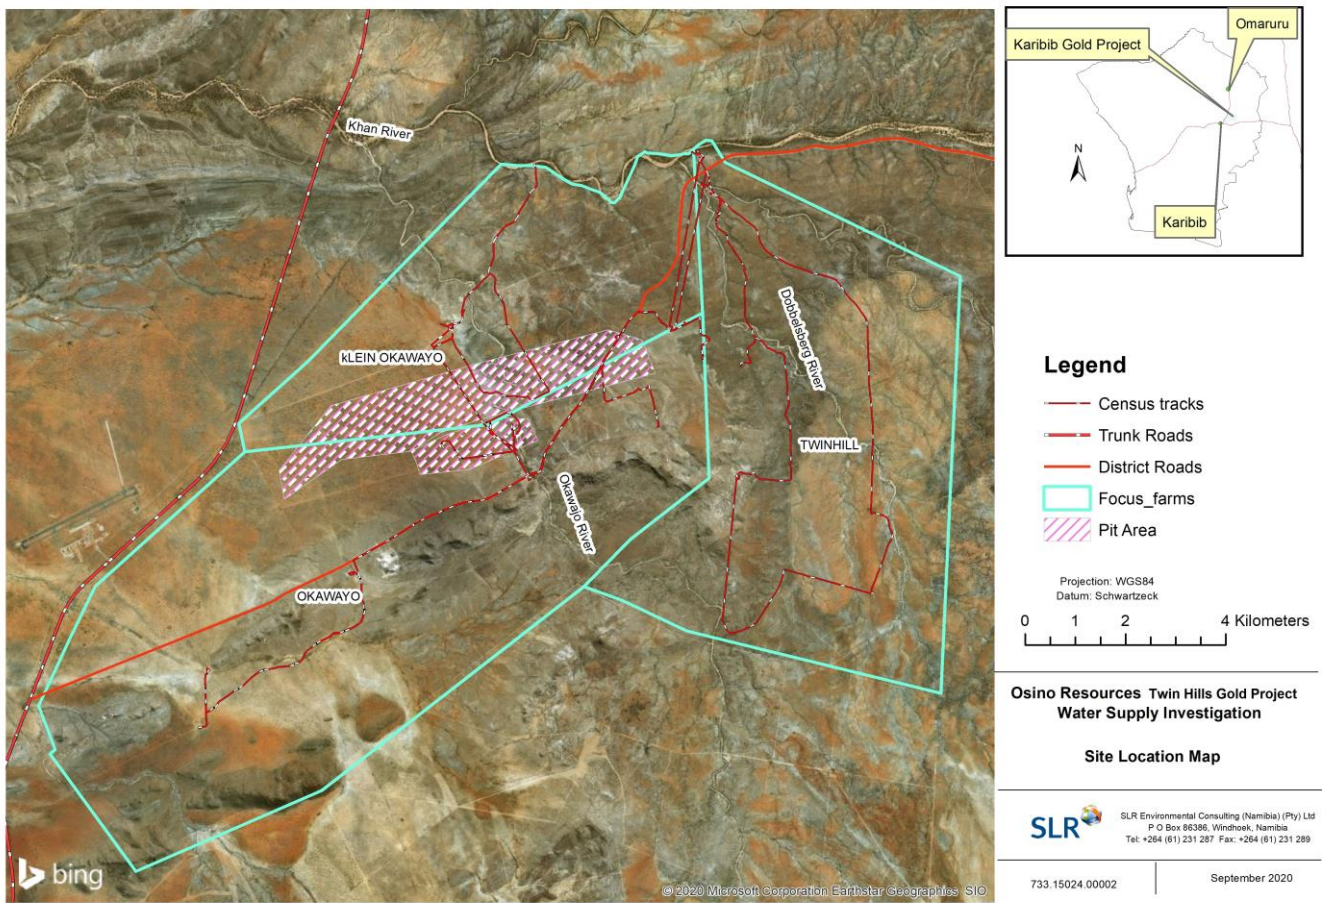 Khan River
kLEIN OKAWAYO
Dobbelsberg River
TWINHILL
Okawajo River
OKAWAYO
bing
© 2020 Microsoft Corporation Earthstar Geographics SIO
Omaruru
Karibib Gold Project
N
Karibib
Legend
Census tracks
Trunk Roads
District Roads
Focus_farms
Pit Area
Projection: WGS84
Datum: Schwartzeck
0 1 2 4 Kilometers
Osino Resources Twin Hills Gold Project
Water Supply Investigation
Site Location Map
SLR
SLR Environmental Consulting (Namibia) (Pty) Ltd
P O Box 86386, Windhoek, Namibia
Tel: +264 (61) 231 287 Fax: +264 (61) 231 289
733.15024.00002
September 2020